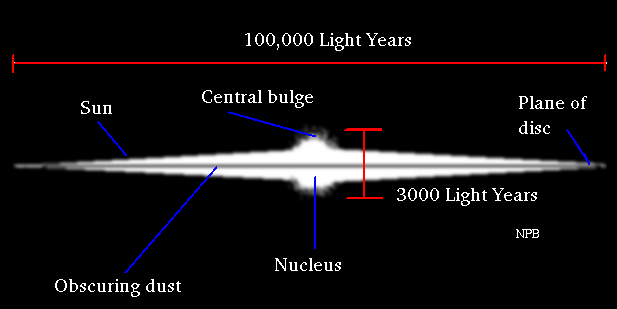 100,000 Light Years
Sun
Central bulge
Plane of
disc
3000 Light Years
NPB
Nucleus
Obscuring dust